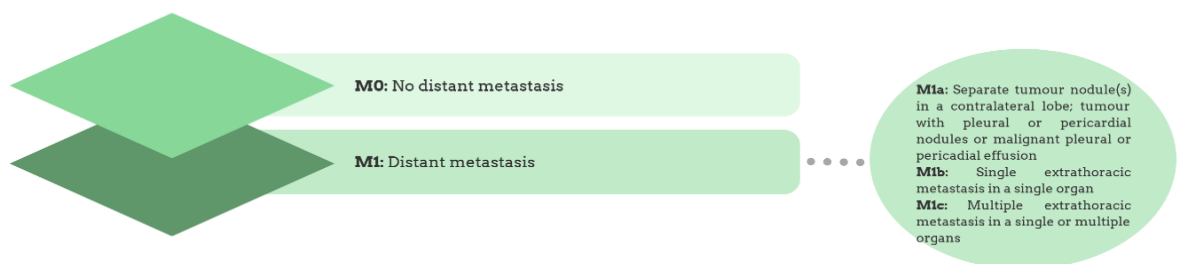 M0: No distant metastasis
M1: Distant metastasis
M1a: Separate tumour nodule(s)
in a contralateral lobe; tumour
with pleural or pericardial
nodules or malignant pleural or
pericadial effusion
M1b: Single extrathoracic
metastasis in a single organ
M1c: Multiple extrathoracic
metastasis in a single or multiple
organs